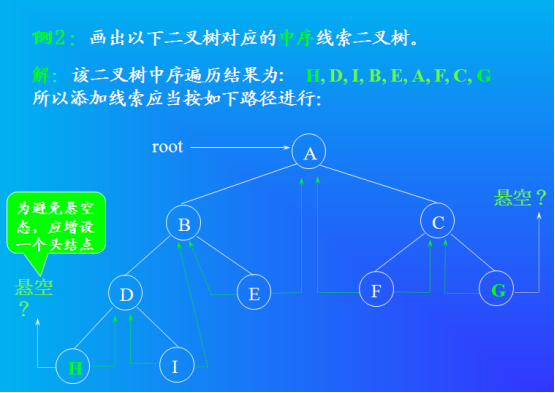 例2：画出以下二叉树对应的中序线索二叉树。
解：该二叉树中序遍历结果为: H, D, I, B, E, A, F, C, G
所以添加线索应当按如下路径进行:
root
A
为避免悬空
态，应增设
一个头结点
悬空？
B
C
悬空
？
D
E
F
G
H
I